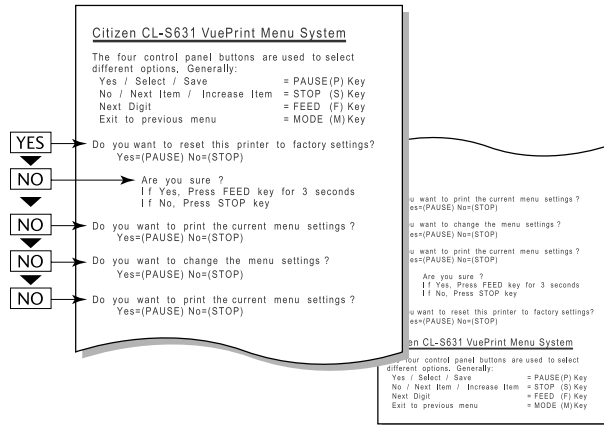 Citizen CL-S631 VuePrint Menu System
The four control panel buttons are used to select
different options, Generally:
Yes / Select / Save = PAUSE(P) Key
No / Next Item / Increase Item = STOP (S) Key
Next Digit = FEED (F) Key
Exit to previous menu = MODE (M) Key
YES
Do you want to reset this printer to factory settings?
Yes=(PAUSE) No=(STOP)
NO
Are you sure ?
If Yes, Press FEED key for 3 seconds
If No, Press STOP key
NO
Do you want to print the current menu settings ?
Yes=(PAUSE) No=(STOP)
NO
Do you want to change the menu settings ?
Yes=(PAUSE) No=(STOP)
NO
Do you want to print the current menu settings ?
Yes=(PAUSE) No=(STOP)
want to print the current menu settings ?
es=(PAUSE) No=(STOP)
want to change the menu settings ?
es=(PAUSE) No=(STOP)
want to print the current menu settings ?
es=(PAUSE) No=(STOP)
Are you sure ?
If Yes, Press FEED key for 3 seconds
If No, Press STOP key
want to reset this printer to factory settings?
es=(PAUSE) No=(STOP)
en CL-S631 VuePrint Menu System
four control panel buttons are used to select
different options. Generally:
Yes / Select / Save = PAUSE(P) Key
No / Next Item / Increase Item = STOP (S) Key
Next Digit = FEED (F) Key
Exit to previous menu = MODE (M) Key